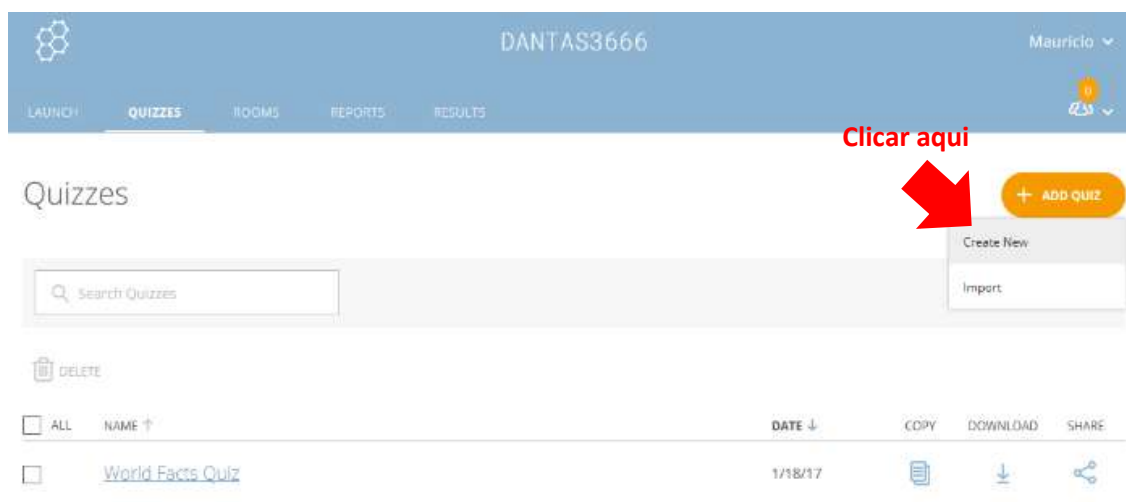 DANTAS3666
Mauricio
LAUNCH QUIZZES ROOMS REPORTS RESULTS
0
Clicar aqui
Quizzes
+ ADD QUIZ
Create New
Search Quizzes
Import
DELETE
ALL NAME ↑ DATE ↓ COPY DOWNLOAD SHARE
World Facts Quiz 1/18/17